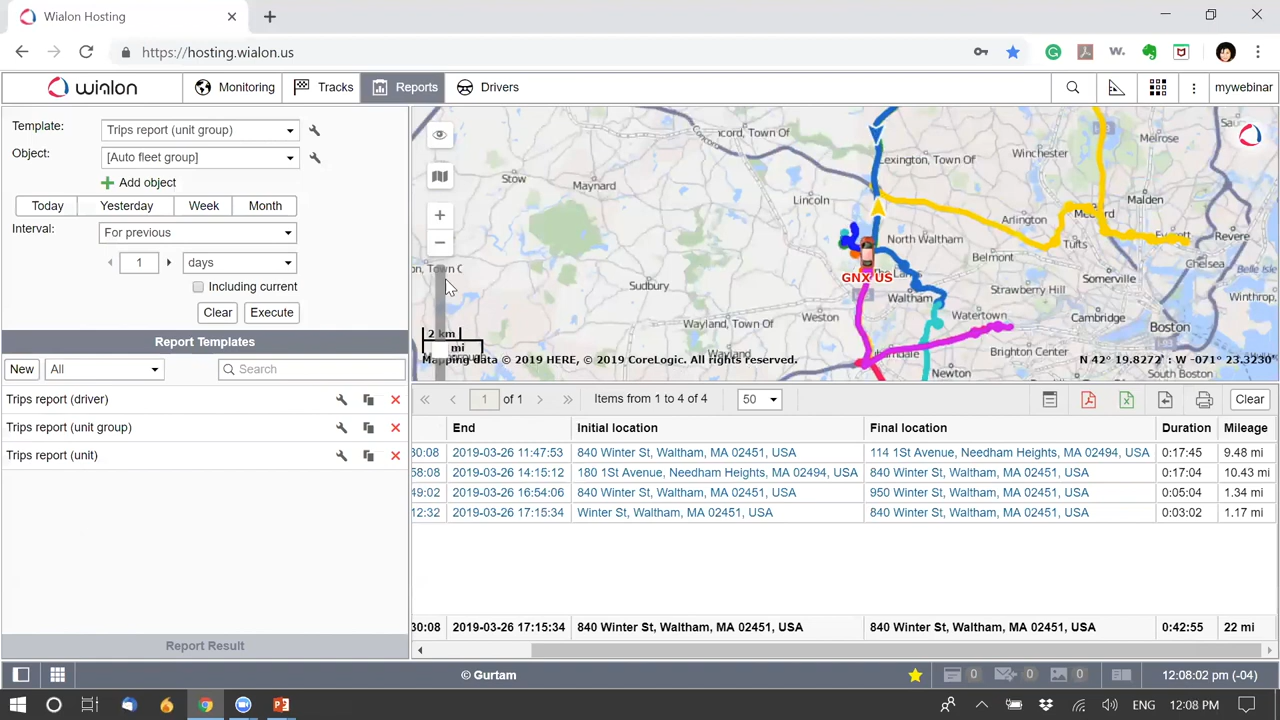 Wialon Hosting
https://hosting.wialon.us
W.
wialon
Monitoring
Tracks
Reports
Drivers
mywebinar
Template:
Trips report (unit group)
Object:
[Auto fleet group]
Add object
Today
Yesterday
Week
Month
Interval:
For previous
1
days
Including current
Clear
Execute
Report Templates
New
All
Search
Trips report (driver)
Trips report (unit group)
Trips report (unit)
Report Result
Concord, Town Of
Lexington, Town Of
Winchester
Melrose
Stow
Maynard
Lincoln
Arlington
Medford
Malden
Everett
Revere
North Waltham
Tufts
Chelsea
Belmont
Somerville
Belle Isle
GNX US
Sudbury
Waltham
Strawberry Hill
Winthrop,
Weston
Watertown
Cambridge
Wayland, Town Of
Boston
Brighton Center
Newton
South Boston
2 km
mi
Mapping data © 2019 HERE, © 2019 CoreLogic. All rights reserved.
N 42° 19.8272' : W -071° 23.3230'
1
of 1
Items from 1 to 4 of 4
50
Clear
End
Initial location
Final location
Duration
Mileage
30:08 2019-03-26 11:47:53 840 Winter St, Waltham, MA 02451, USA 114 1St Avenue, Needham Heights, MA 02494, USA 0:17:45 9.48 mi
58:08 2019-03-26 14:15:12 180 1St Avenue, Needham Heights, MA 02494, USA 840 Winter St, Waltham, MA 02451, USA 0:17:04 10.43 mi
49:02 2019-03-26 16:54:06 840 Winter St, Waltham, MA 02451, USA 950 Winter St, Waltham, MA 02451, USA 0:05:04 1.34 mi
12:32 2019-03-26 17:15:34 Winter St, Waltham, MA 02451, USA 840 Winter St, Waltham, MA 02451, USA 0:03:02 1.17 mi
30:08 2019-03-26 17:15:34 840 Winter St, Waltham, MA 02451, USA 840 Winter St, Waltham, MA 02451, USA 0:42:55 22 mi
© Gurtam
0
0
0
12:08:02 pm (-04)
ENG
12:08 PM